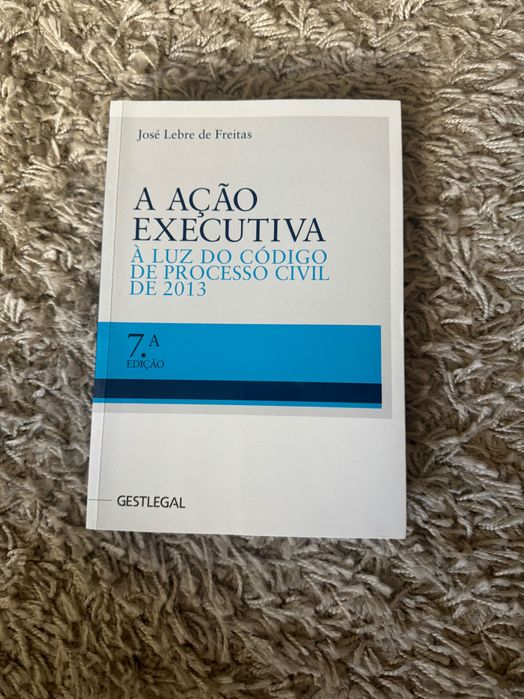 José Lebre de Freitas
A AÇÃO
EXECUTIVA
À LUZ DO CÓDIGO
DE PROCESSO CIVIL
DE 2013
7.A
EDIÇÃO
GESTLEGAL